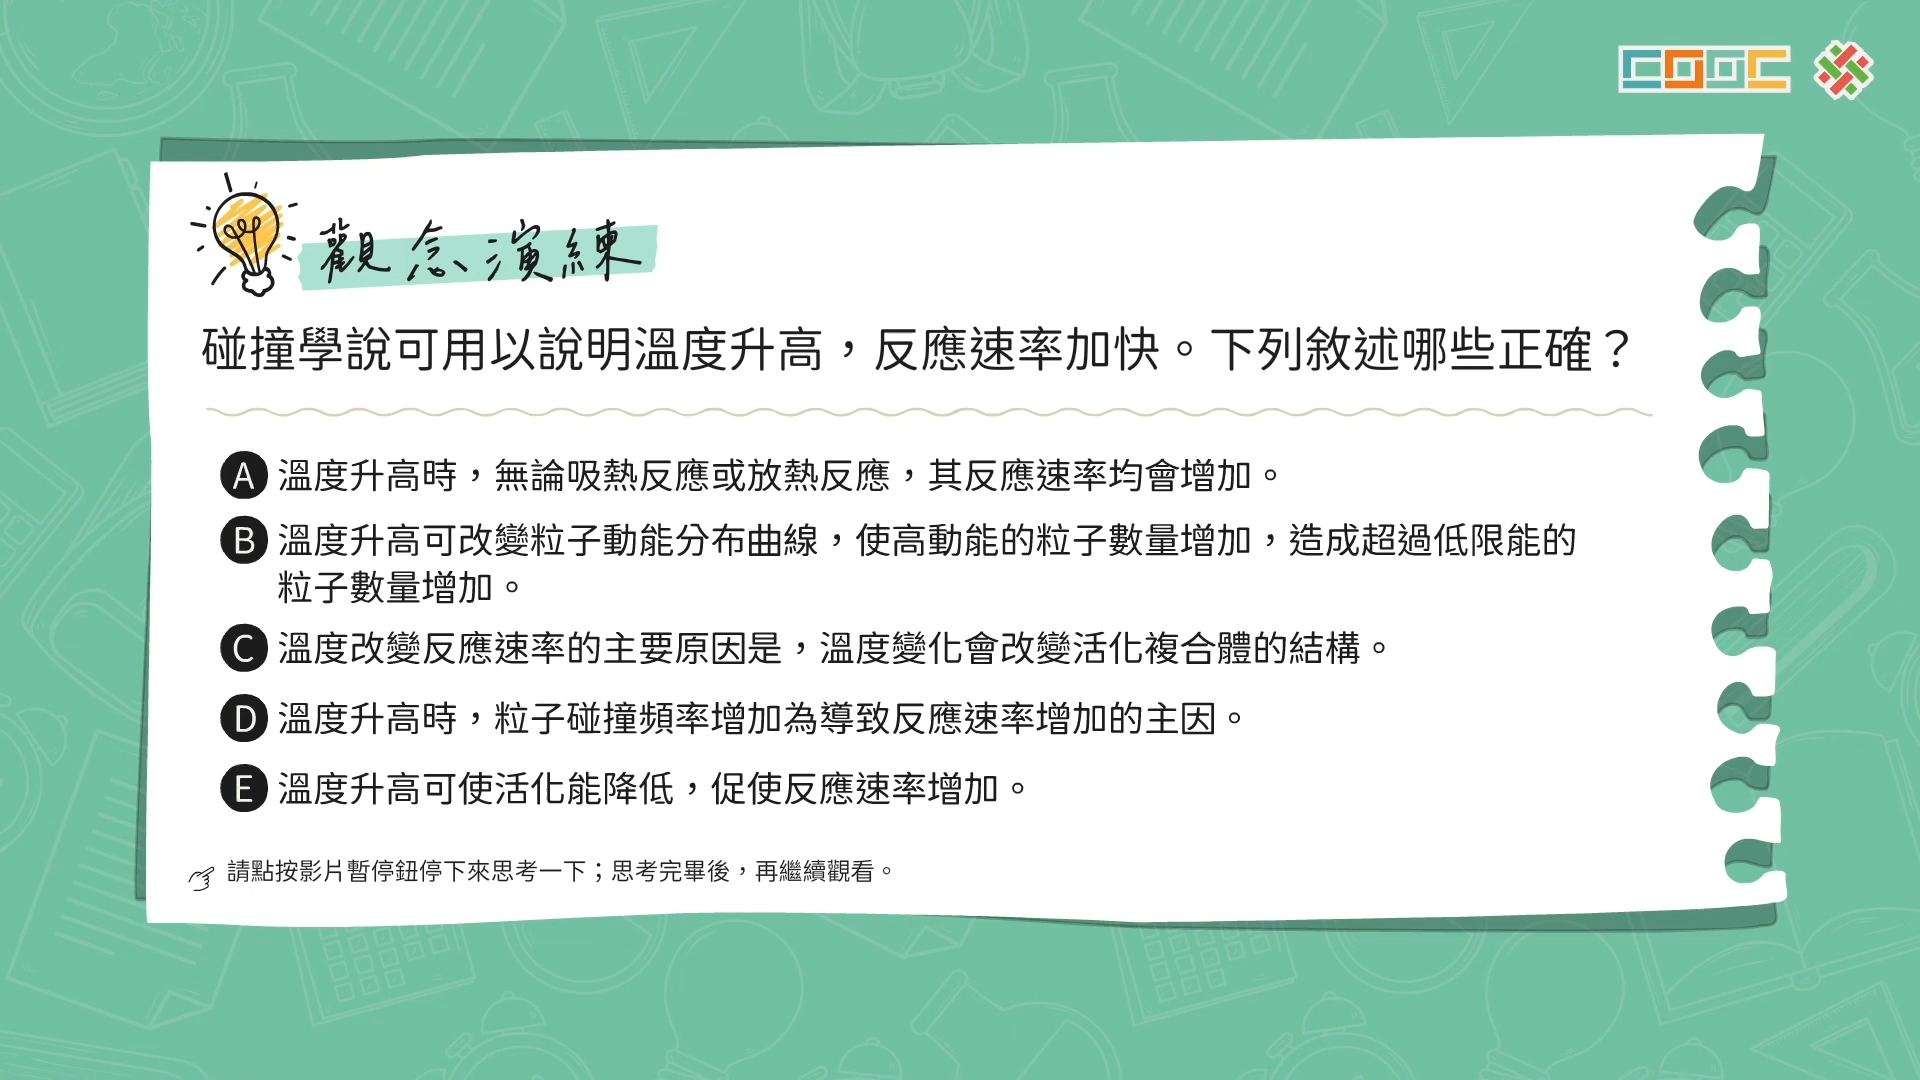 COOC
觀念演練
碰撞學說可用以說明溫度升高，反應速率加快。下列敘述哪些正確？
A 溫度升高時，無論吸熱反應或放熱反應，其反應速率均會增加。
B 溫度升高可改變粒子動能分布曲線，使高動能的粒子數量增加，造成超過低限能的
粒子數量增加。
C 溫度改變反應速率的主要原因是，溫度變化會改變活化複合體的結構。
D 溫度升高時，粒子碰撞頻率增加為導致反應速率增加的主因。
E 溫度升高可使活化能降低，促使反應速率增加。
請點按影片暫停鈕停下來思考一下；思考完畢後，再繼續觀看。